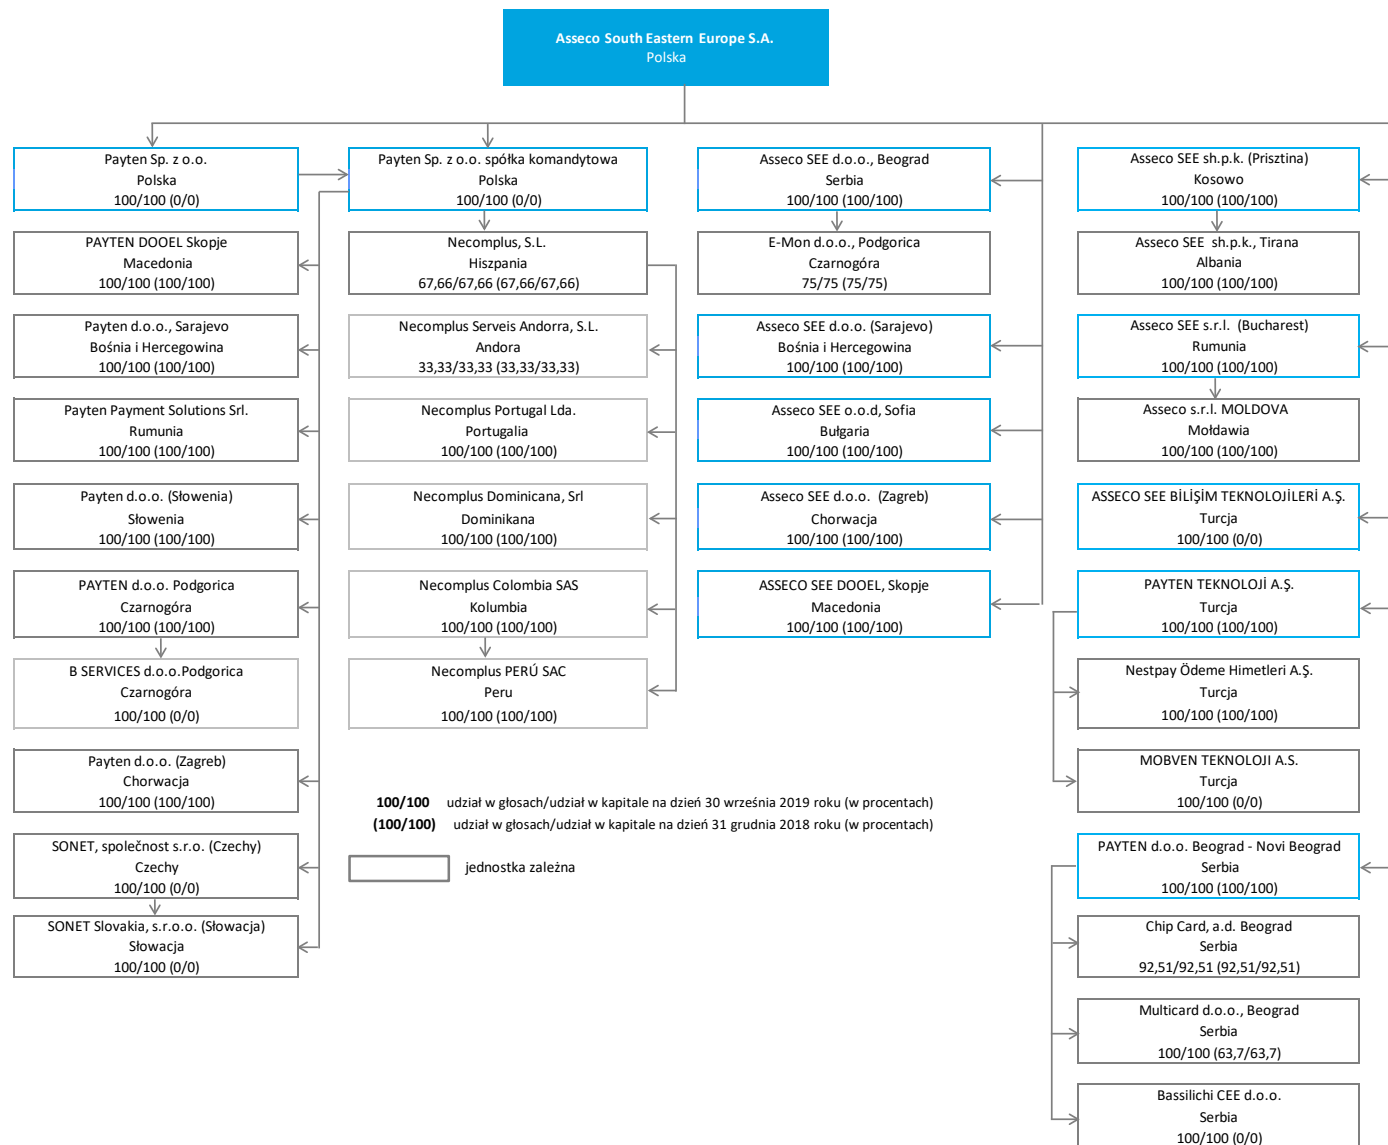 Asseco South Eastern Europe S.A.
Polska
Payten Sp. z o.o.
Polska
100/100 (0/0)
PAYTEN DOOEL Skopje
Macedonia
100/100 (100/100)
Payten d.o.o., Sarajevo
Bośnia i Hercegowina
100/100 (100/100)
Payten Payment Solutions Srl.
Rumunia
100/100 (100/100)
Payten d.o.o. (Słowenia)
Słowenia
100/100 (100/100)
PAYTEN d.o.o. Podgorica
Czarnogóra
100/100 (100/100)
B SERVICES d.o.o.Podgorica
Czarnogóra
100/100 (0/0)
Payten d.o.o. (Zagreb)
Chorwacja
100/100 (100/100)
SONET, společnost s.r.o. (Czechy)
Czechy
100/100 (0/0)
SONET Slovakia, s.r.o.o. (Słowacja)
Słowacja
100/100 (0/0)
Payten Sp. z o.o. spółka komandytowa
Polska
100/100 (0/0)
Necomplus, S.L.
Hiszpania
67,66/67,66 (67,66/67,66)
Necomplus Serveis Andorra, S.L.
Andora
33,33/33,33 (33,33/33,33)
Necomplus Portugal Lda.
Portugalia
100/100 (100/100)
Necomplus Dominicana, Srl
Dominikana
100/100 (100/100)
Necomplus Colombia SAS
Kolumbia
100/100 (100/100)
Necomplus PERÚ SAC
Peru
100/100 (100/100)
Asseco SEE d.o.o., Beograd
Serbia
100/100 (100/100)
E-Mon d.o.o., Podgorica
Czarnogóra
75/75 (75/75)
Asseco SEE d.o.o. (Sarajevo)
Bośnia i Hercegowina
100/100 (100/100)
Asseco SEE o.o.d, Sofia
Bułgaria
100/100 (100/100)
Asseco SEE d.o.o. (Zagreb)
Chorwacja
100/100 (100/100)
ASSECO SEE DOOEL, Skopje
Macedonia
100/100 (100/100)
Asseco SEE sh.p.k. (Prisztina)
Kosowo
100/100 (100/100)
Asseco SEE sh.p.k., Tirana
Albania
100/100 (100/100)
Asseco SEE s.r.l. (Bucharest)
Rumunia
100/100 (100/100)
Asseco s.r.l. MOLDOVA
Mołdawia
100/100 (100/100)
ASSECO SEE BİLİŞİM TEKNOLOJİLERİ A.Ş.
Turcja
100/100 (0/0)
PAYTEN TEKNOLOJİ A.Ş.
Turcja
100/100 (100/100)
Nestpay Ödeme Himetleri A.Ş.
Turcja
100/100 (100/100)
MOBVEN TEKNOLOJI A.S.
Turcja
100/100 (0/0)
PAYTEN d.o.o. Beograd - Novi Beograd
Serbia
100/100 (100/100)
Chip Card, a.d. Beograd
Serbia
92,51/92,51 (92,51/92,51)
Multicard d.o.o., Beograd
Serbia
100/100 (63,7/63,7)
Bassilichi CEE d.o.o.
Serbia
100/100 (0/0)
100/100 udział w głosach/udział w kapitale na dzień 30 września 2019 roku (w procentach)
(100/100) udział w głosach/udział w kapitale na dzień 31 grudnia 2018 roku (w procentach)
jednostka zależna